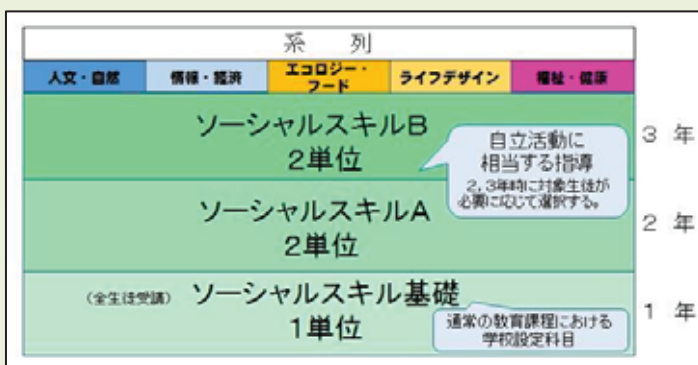 系 列
人文・自然 情報・経済 エコロジー・フード ライフデザイン 福祉・健康
ソーシャルスキルB
2単位
3 年
自立活動に
相当する指導
2,3年時に対象生徒が
必要に応じて選択する。
ソーシャルスキルA
2単位
2 年
(全生徒受講) ソーシャルスキル基礎
1単位
1 年
通常の教育課程における
学校設定科目